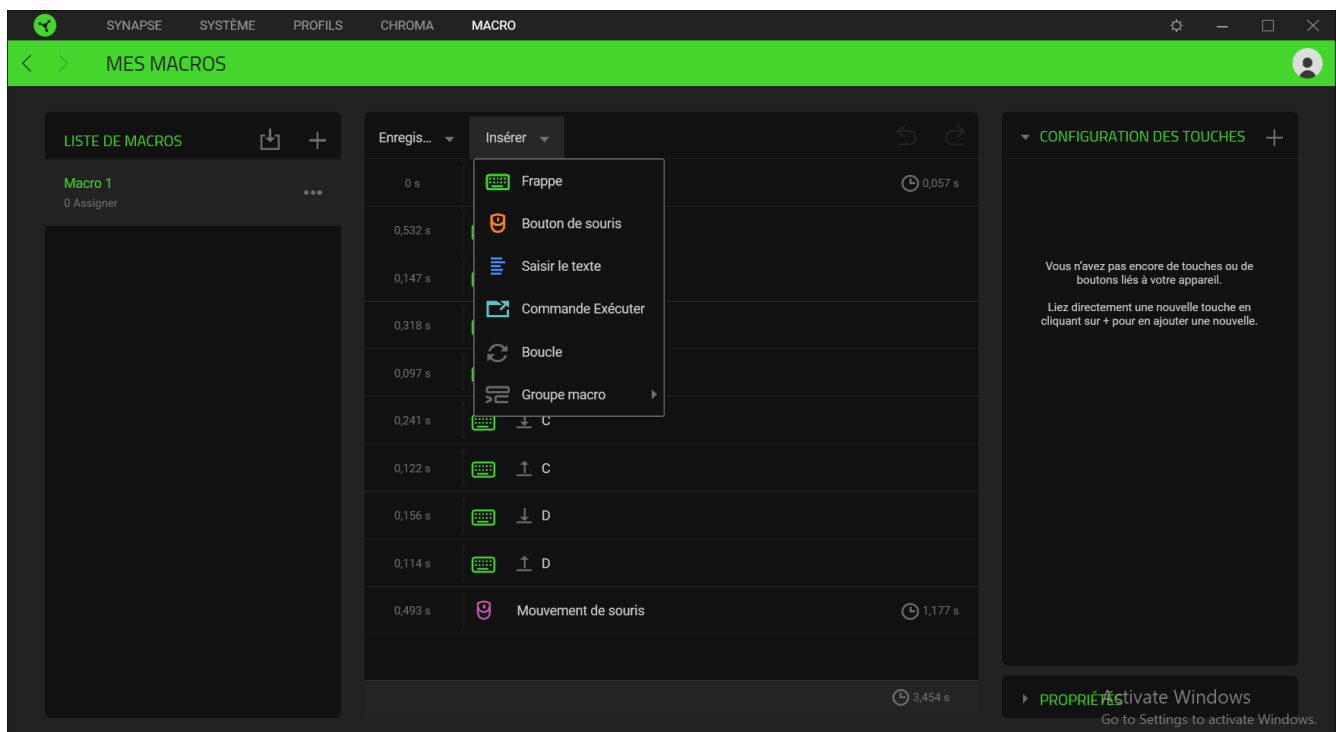 SYNAPSE SYSTÈME PROFILS CHROMA MACRO
MES MACROS
LISTE DE MACROS
Macro 1
0 Assigner
Enregis... Insérer
Frappe
Bouton de souris
Saisir le texte
Commande Exécuter
Boucle
Groupe macro
0 s 0,057 s
0,532 s
0,147 s
0,318 s
0,097 s
0,241 s C
0,122 s C
0,156 s D
0,114 s D
0,493 s Mouvement de souris 1,177 s
3,454 s
CONFIGURATION DES TOUCHES
Vous n'avez pas encore de touches ou de
boutons liés à votre appareil.
Liez directement une nouvelle touche en
cliquant sur + pour en ajouter une nouvelle.
PROPRIÉTÉS
Activate Windows
Go to Settings to activate Windows.